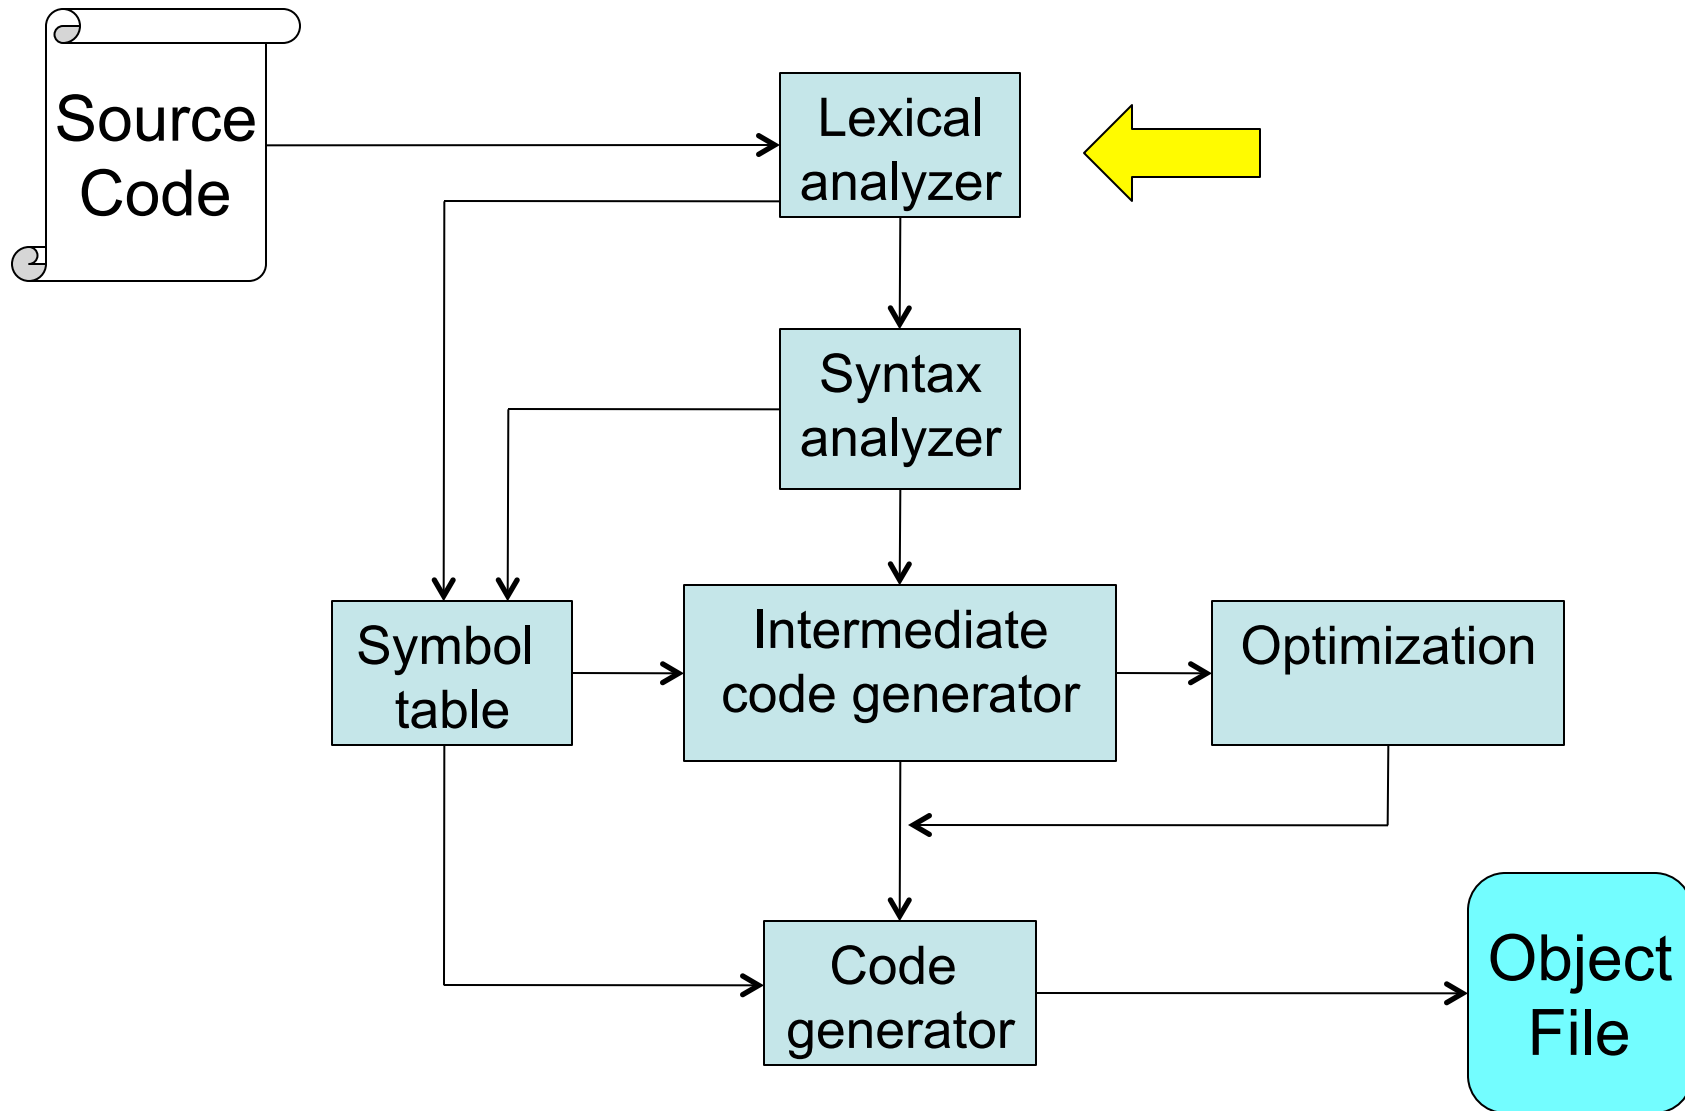 Source
Code
Lexical
analyzer
Syntax
analyzer
Symbol
table
Intermediate
code generator
Optimization
Code
generator
Object
File